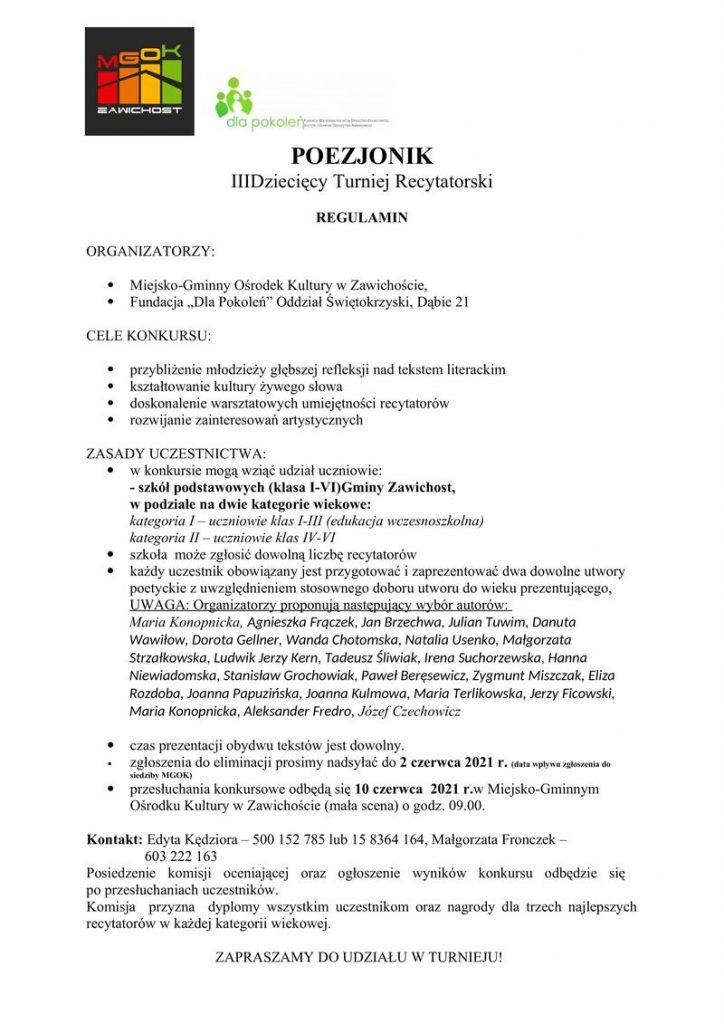 MGOK
ZAWICHOST
dla pokoleń
POEZJONIK
IIIDziecięcy Turniej Recytatorski
REGULAMIN
ORGANIZATORZY:
• Miejsko-Gminny Ośrodek Kultury w Zawichoście,
• Fundacja „Dla Pokoleń” Oddział Świętokrzyski, Dąbie 21
CELE KONKURSU:
• przybliżenie młodzieży głębszej refleksji nad tekstem literackim
• kształtowanie kultury żywego słowa
• doskonalenie warsztatowych umiejętności recytatorów
• rozwijanie zainteresowań artystycznych
ZASADY UCZESTNICTWA:
• w konkursie mogą wziąć udział uczniowie:
- szkół podstawowych (klasa I-VI)Gminy Zawichost,
w podziale na dwie kategorie wiekowe:
kategoria I – uczniowie klas I-III (edukacja wczesnoszkolna)
kategoria II – uczniowie klas IV-VI
• szkoła może zgłosić dowolną liczbę recytatorów
• każdy uczestnik obowiązany jest przygotować i zaprezentować dwa dowolne utwory
poetyckie z uwzględnieniem stosownego doboru utworu do wieku prezentującego,
UWAGA: Organizatorzy proponują następujący wybór autorów:
Maria Konopnicka, Agnieszka Frączek, Jan Brzechwa, Julian Tuwim, Danuta
Wawiłow, Dorota Gellner, Wanda Chotomska, Natalia Usenko, Małgorzata
Strzałkowska, Ludwik Jerzy Kern, Tadeusz Śliwiak, Irena Suchorzewska, Hanna
Niewiadomska, Stanisław Grochowiak, Paweł Beręsewicz, Zygmunt Miszczak, Eliza
Rozdoba, Joanna Papuzińska, Joanna Kulmowa, Maria Terlikowska, Jerzy Ficowski,
Maria Konopnicka, Aleksander Fredro, Józef Czechowicz
• czas prezentacji obydwu tekstów jest dowolny.
• zgłoszenia do eliminacji prosimy nadsyłać do 2 czerwca 2021 r. (data wpływu zgłoszenia do
siedziby MGOK)
• przesłuchania konkursowe odbędą się 10 czerwca 2021 r.w Miejsko-Gminnym
Ośrodku Kultury w Zawichoście (mała scena) o godz. 09.00.
Kontakt: Edyta Kędziora – 500 152 785 lub 15 8364 164, Małgorzata Fronczek –
603 222 163
Posiedzenie komisji oceniającej oraz ogłoszenie wyników konkursu odbędzie się
po przesłuchaniach uczestników.
Komisja przyzna dyplomy wszystkim uczestnikom oraz nagrody dla trzech najlepszych
recytatorów w każdej kategorii wiekowej.
ZAPRASZAMY DO UDZIAŁU W TURNIEJU!